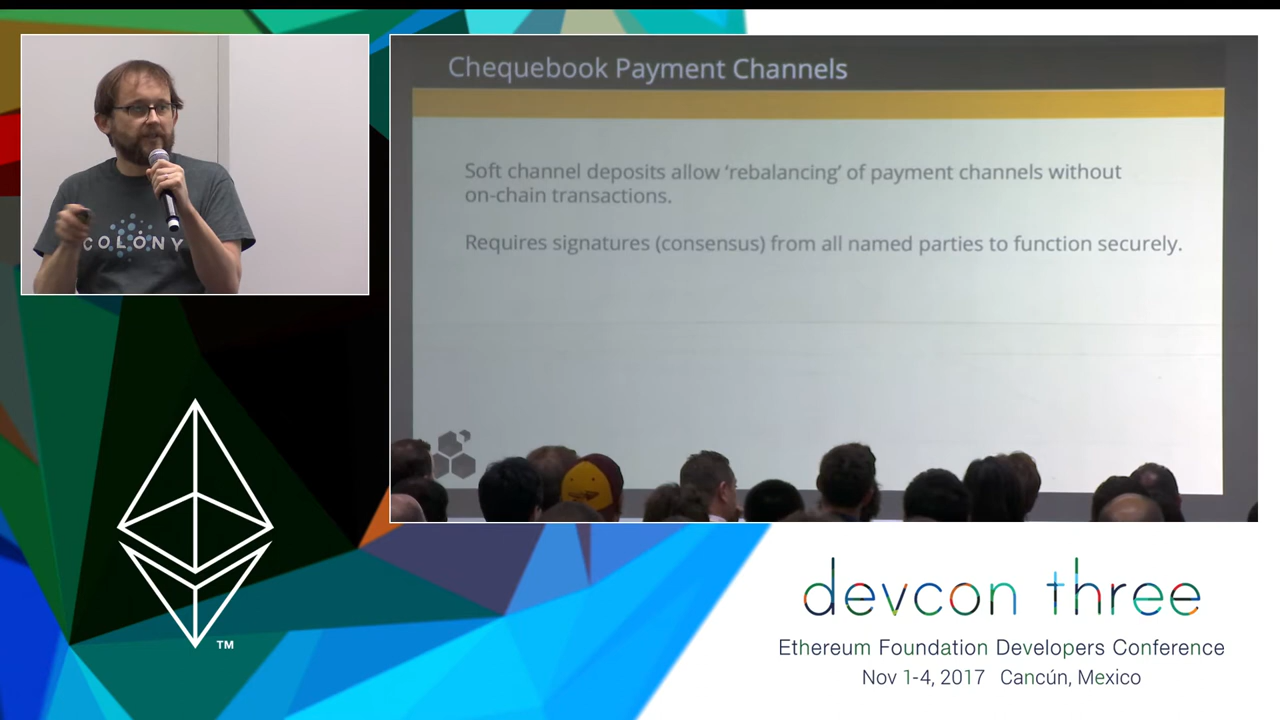 Chequebook Payment Channels
Soft channel deposits allow ‘rebalancing’ of payment channels without
on-chain transactions.
Requires signatures (consensus) from all named parties to function securely.
COLONY
TM
devcon three
Ethereum Foundation Developers Conference
Nov 1-4, 2017 Cancún, Mexico